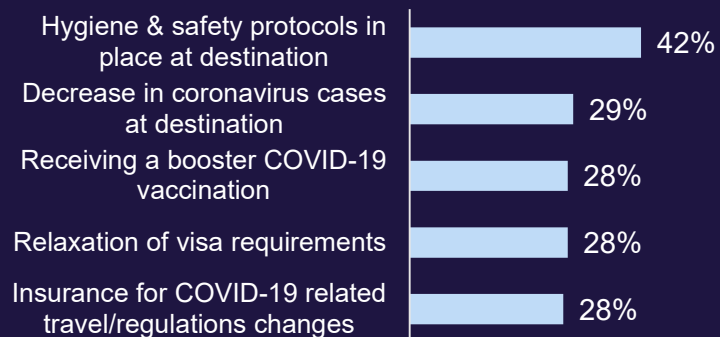 Hygiene & safety protocols in
place at destination
42%
Decrease in coronavirus cases
at destination
29%
Receiving a booster COVID-19
vaccination
28%
Relaxation of visa requirements
28%
Insurance for COVID-19 related
travel/regulations changes
28%